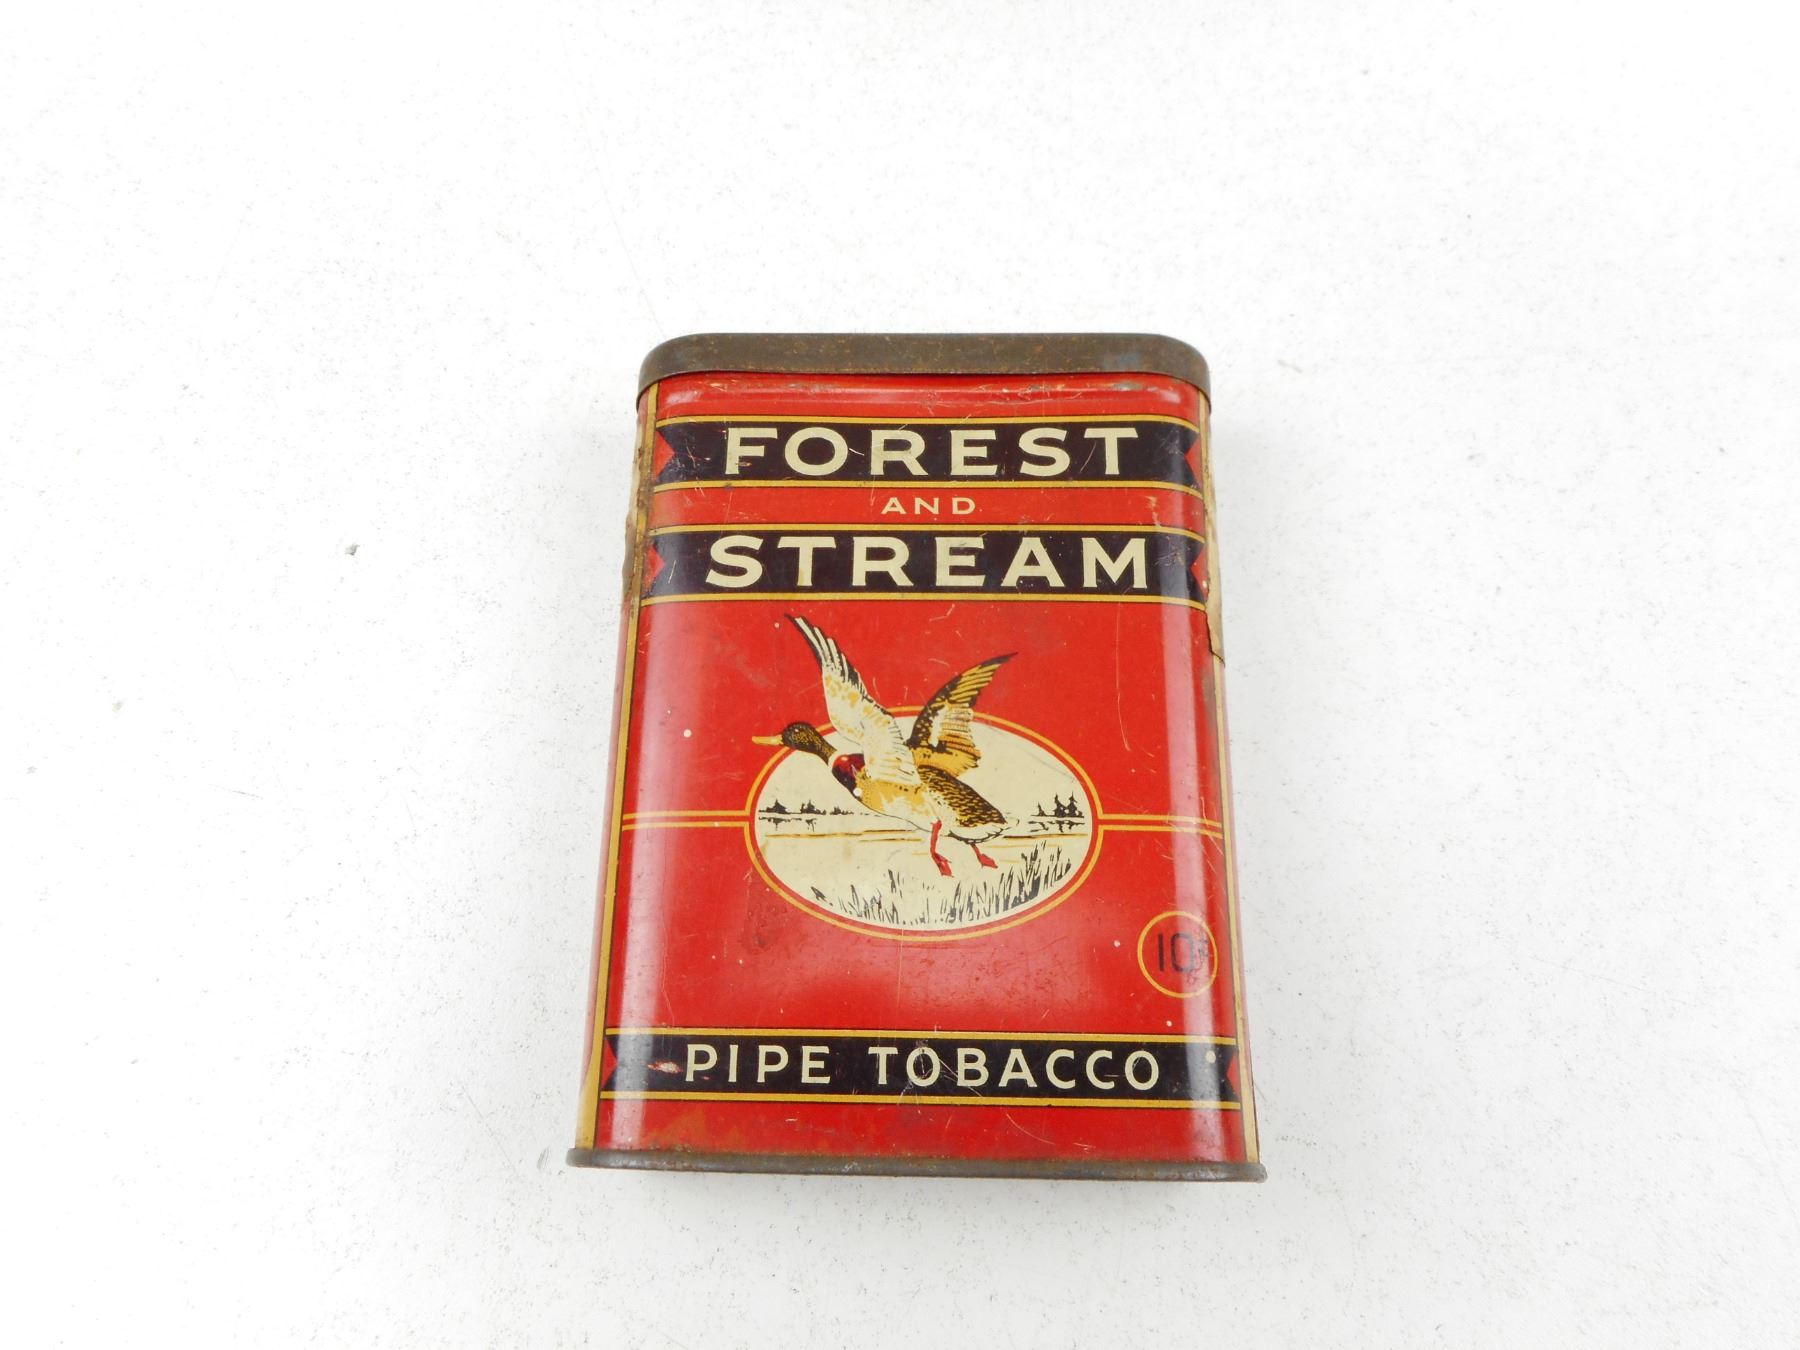 FOREST
AND
STREAM
10¢
PIPE TOBACCO